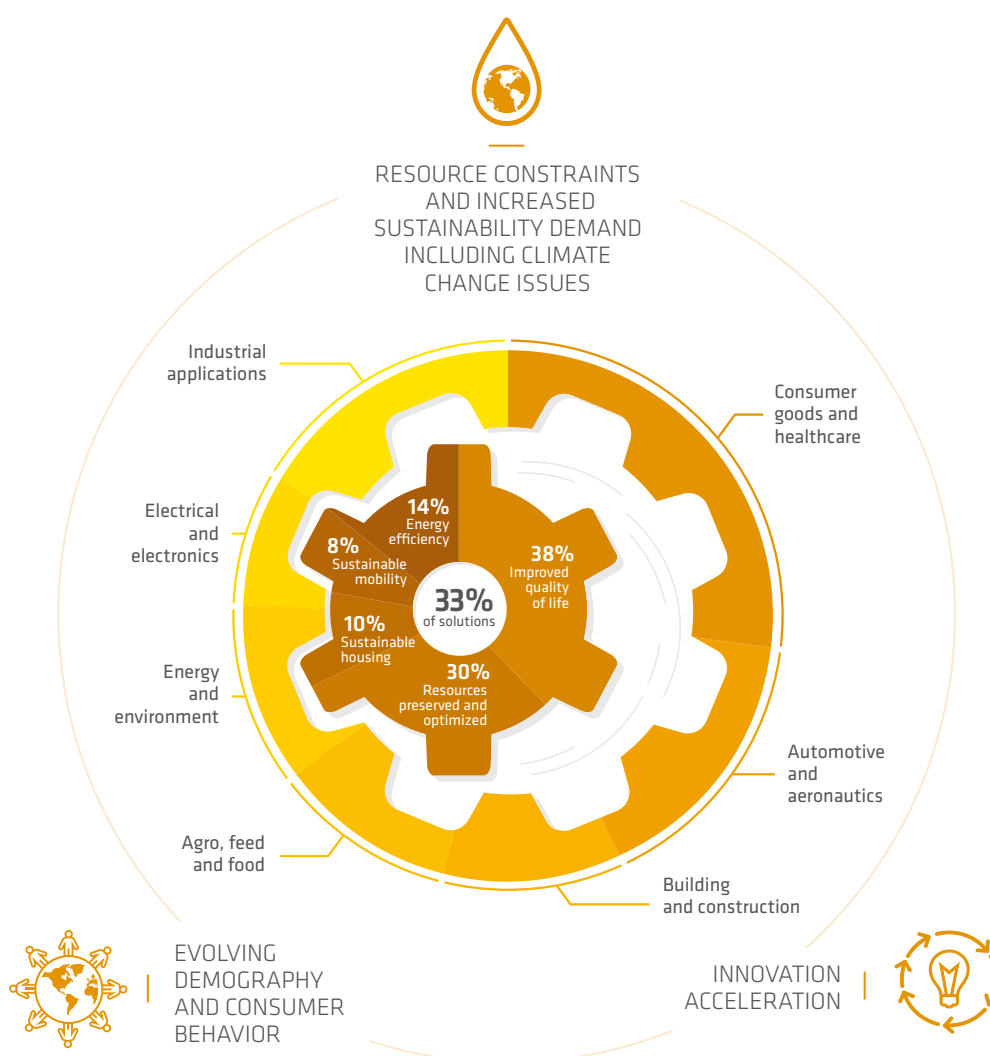 RESOURCE CONSTRAINTS
AND INCREASED
SUSTAINABILITY DEMAND
INCLUDING CLIMATE
CHANGE ISSUES
Industrial
applications
Consumer
goods and
healthcare
Electrical
and
electronics
14%
Energy
efficiency
8%
Sustainable
mobility
38%
Improved
quality
of life
33%
of solutions
10%
Sustainable
housing
30%
Resources
preserved and
optimized
Energy
and
environment
Automotive
and
aeronautics
Agro, feed
and food
Building
and construction
EVOLVING
DEMOGRAPHY
AND CONSUMER
BEHAVIOR
INNOVATION
ACCELERATION